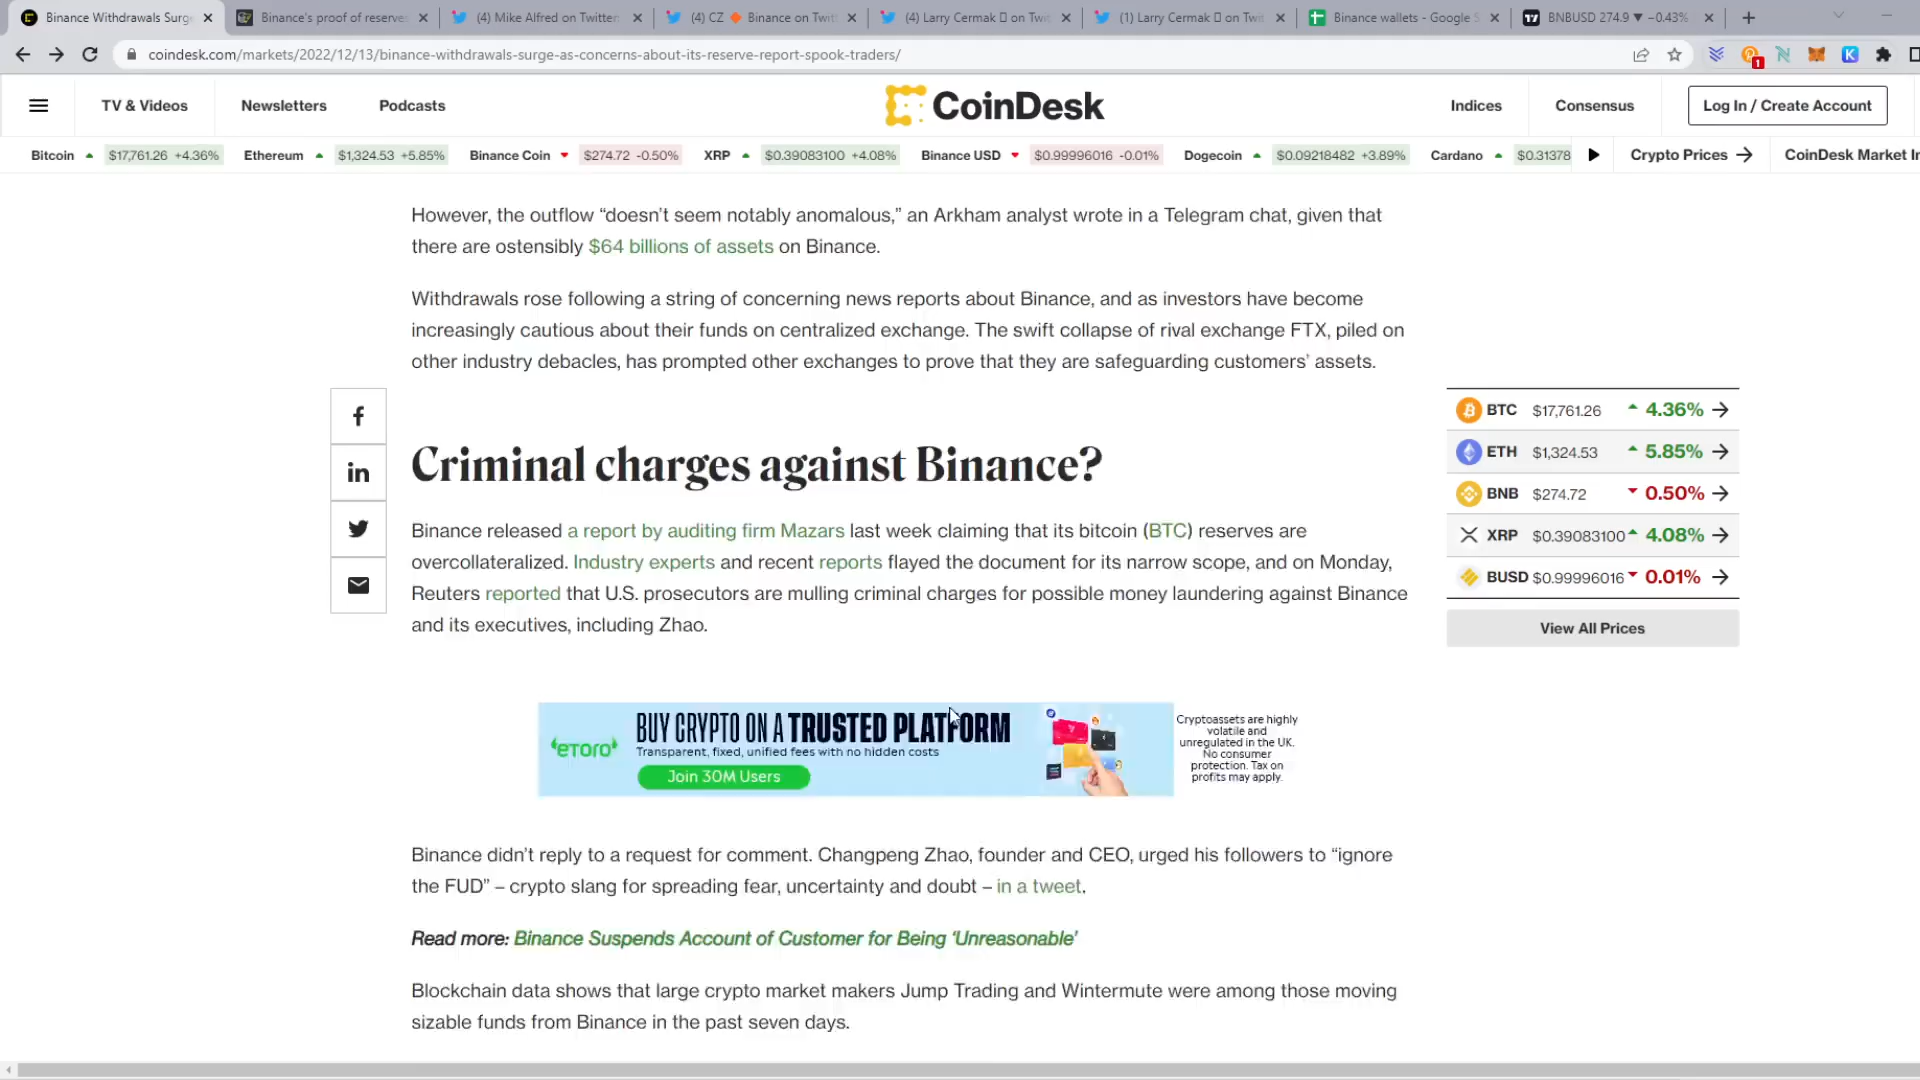 Binance Withdrawals Surge
Binance's proof of reserve
(4) Mike Alfred on Twitter
(4) CZ 🔶 Binance on Twit
(4) Larry Cermak on Twi
(1) Larry Cermak on Twit
Binance wallets - Google S
BNBUSD 274.9 ▼ −0.43%
coindesk.com/markets/2022/12/13/binance-withdrawals-surge-as-concerns-about-its-reserve-report-spook-traders/
1
TV & Videos
Newsletters
Podcasts
CoinDesk
Indices
Consensus
Log In / Create Account
Bitcoin $17,761.26 +4.36%
Ethereum $1,324.53 +5.85%
Binance Coin $274.72 -0.50%
XRP $0.39083100 +4.08%
Binance USD $0.99996016 -0.01%
Dogecoin $0.09218482 +3.89%
Cardano $0.31378
Crypto Prices
CoinDesk Market In
However, the outflow “doesn’t seem notably anomalous,” an Arkham analyst wrote in a Telegram chat, given that
there are ostensibly $64 billions of assets on Binance.
Withdrawals rose following a string of concerning news reports about Binance, and as investors have become
increasingly cautious about their funds on centralized exchange. The swift collapse of rival exchange FTX, piled on
other industry debacles, has prompted other exchanges to prove that they are safeguarding customers’ assets.
Criminal charges against Binance?
Binance released a report by auditing firm Mazars last week claiming that its bitcoin (BTC) reserves are
overcollateralized. Industry experts and recent reports flayed the document for its narrow scope, and on Monday,
Reuters reported that U.S. prosecutors are mulling criminal charges for possible money laundering against Binance
and its executives, including Zhao.
BTC $17,761.26 4.36%
ETH $1,324.53 5.85%
BNB $274.72 0.50%
XRP $0.39083100 4.08%
BUSD $0.99996016 0.01%
View All Prices
eToro
BUY CRYPTO ON A TRUSTED PLATFORM
Transparent, fixed, unified fees with no hidden costs
Join 30M Users
Cryptoassets are highly
volatile and
unregulated in the UK.
No consumer
protection. Tax on
profits may apply.
Binance didn’t reply to a request for comment. Changpeng Zhao, founder and CEO, urged his followers to “ignore
the FUD” – crypto slang for spreading fear, uncertainty and doubt – in a tweet.
Read more: Binance Suspends Account of Customer for Being ‘Unreasonable’
Blockchain data shows that large crypto market makers Jump Trading and Wintermute were among those moving
sizable funds from Binance in the past seven days.